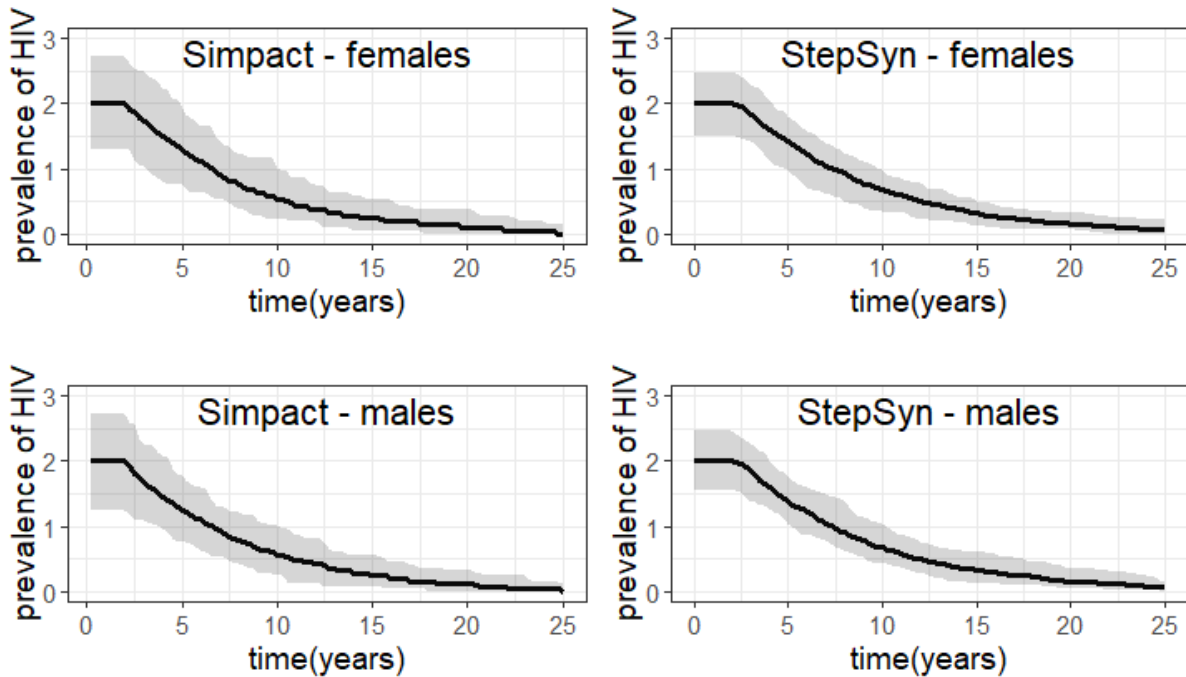 Simpact - females
prevalence of HIV
3
2
1
0
0 5 10 15 20 25
time(years)
StepSyn - females
prevalence of HIV
3
2
1
0
0 5 10 15 20 25
time(years)
Simpact - males
prevalence of HIV
3
2
1
0
0 5 10 15 20 25
time(years)
StepSyn - males
prevalence of HIV
3
2
1
0
0 5 10 15 20 25
time(years)